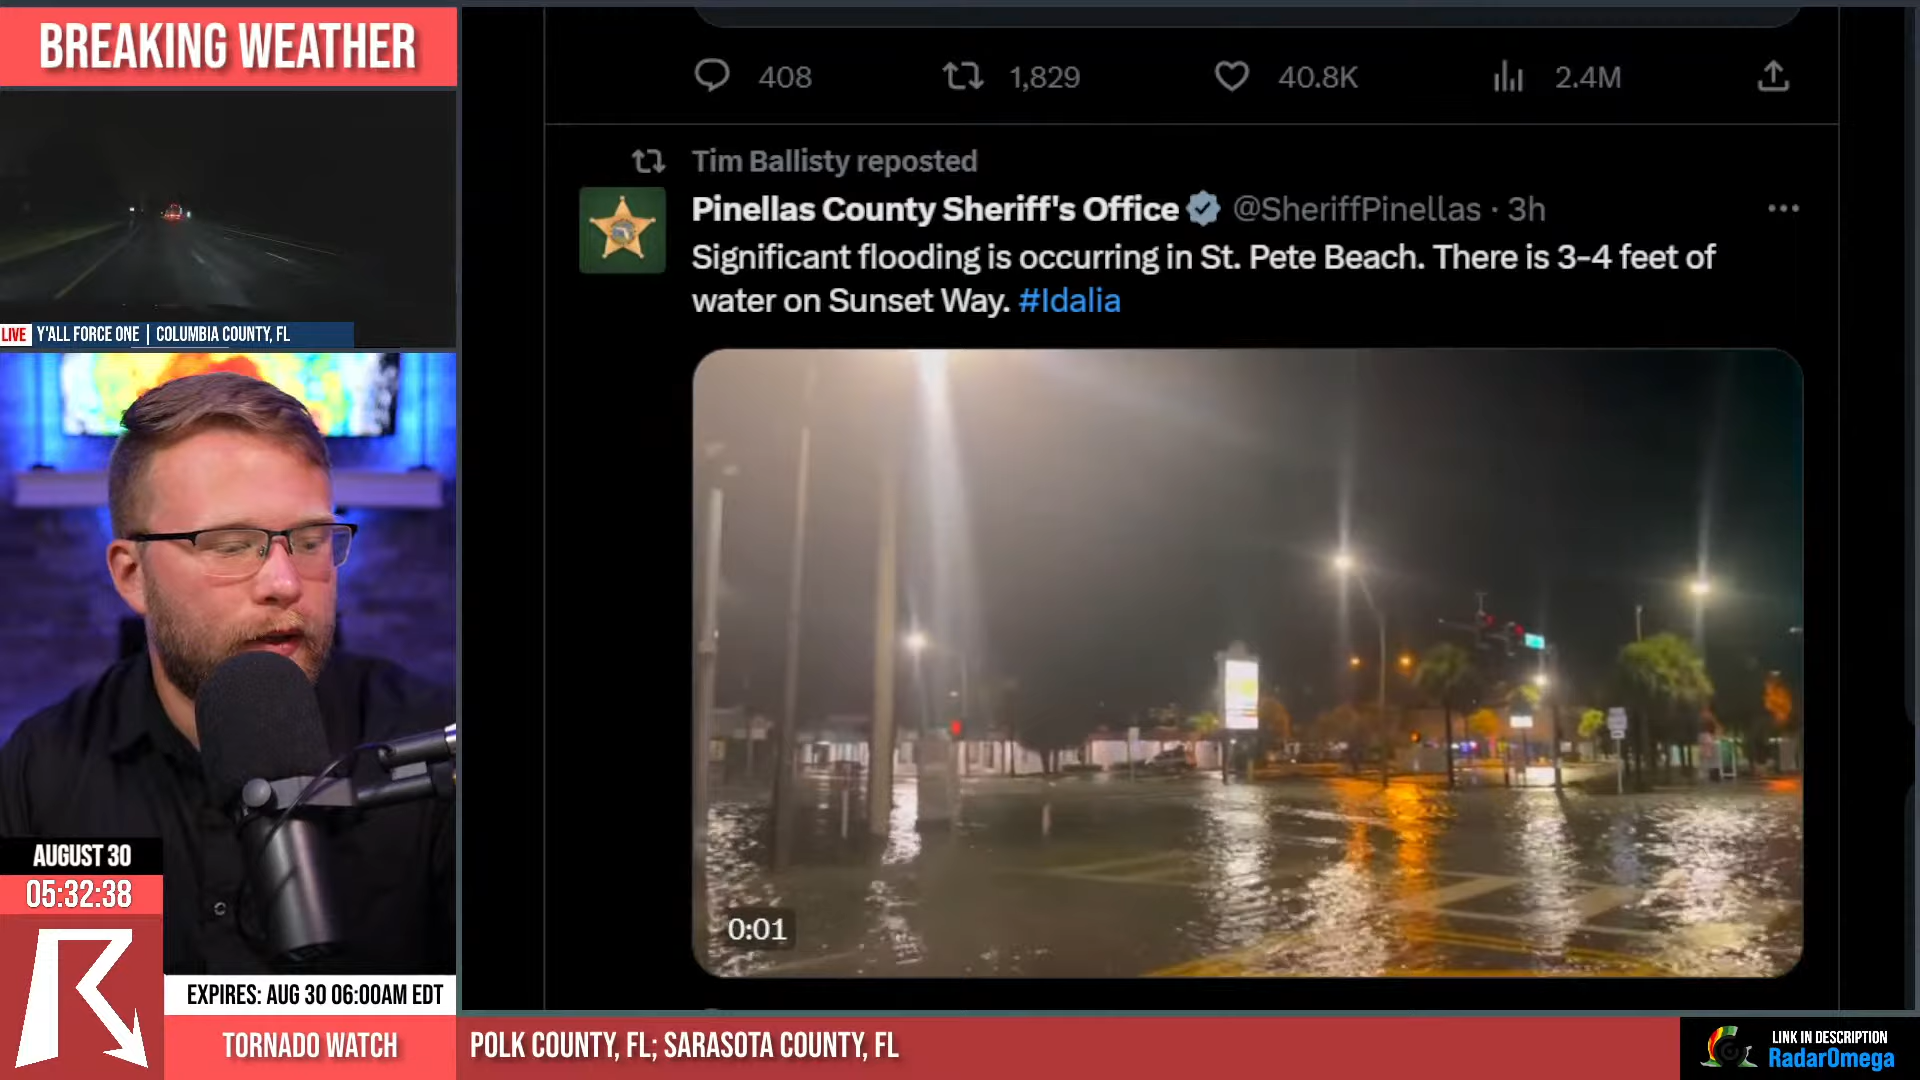 BREAKING WEATHER
LIVE Y'ALL FORCE ONE | COLUMBIA COUNTY, FL
408 1,829 40.8K 2.4M
Tim Ballisty reposted
Pinellas County Sheriff's Office @SheriffPinellas · 3h
Significant flooding is occurring in St. Pete Beach. There is 3-4 feet of
water on Sunset Way. #Idalia
0:01
AUGUST 30
05:32:38
EXPIRES: AUG 30 06:00AM EDT
TORNADO WATCH
POLK COUNTY, FL; SARASOTA COUNTY, FL
LINK IN DESCRIPTION
RadarOmega